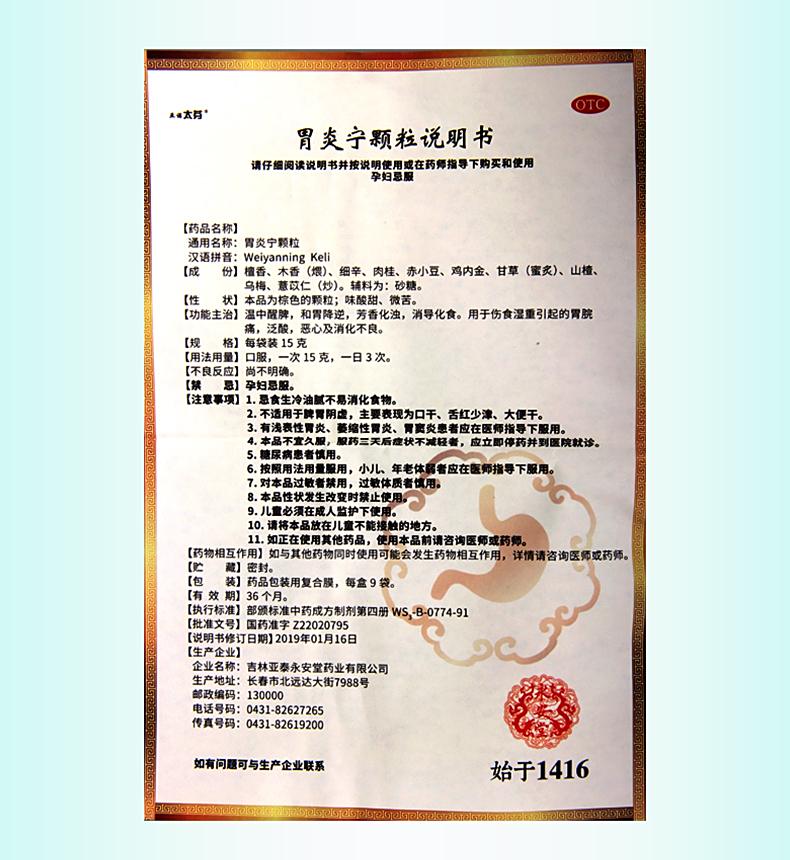 太芬®
OTC
胃炎宁颗粒说明书
请仔细阅读说明书并按说明使用或在药师指导下购买和使用
孕妇忌服
【药品名称】
通用名称：胃炎宁颗粒
汉语拼音：Weiyanning Keli
【成 份】檀香、木香（煨）、细辛、肉桂、赤小豆、鸡内金、甘草（蜜炙）、山楂、
乌梅、薏苡仁（炒）。辅料为：砂糖。
【性 状】本品为棕色的颗粒；味酸甜、微苦。
【功能主治】温中醒脾，和胃降逆，芳香化浊，消导化食。用于伤食湿重引起的胃脘
痛，泛酸，恶心及消化不良。
【规 格】每袋装 15 克
【用法用量】口服，一次 15 克，一日 3 次。
【不良反应】尚不明确。
【禁 忌】孕妇忌服。
【注意事项】1. 忌食生冷油腻不易消化食物。
2. 不适用于脾胃阴虚，主要表现为口干、舌红少津、大便干。
3. 有浅表性胃炎、萎缩性胃炎、胃窦炎患者应在医师指导下服用。
4. 本品不宜久服，服药三天后症状不减轻者，应立即停药并到医院就诊。
5. 糖尿病患者慎用。
6. 按照用法用量服用，小儿、年老体弱者应在医师指导下服用。
7. 对本品过敏者禁用，过敏体质者慎用。
8. 本品性状发生改变时禁止使用。
9. 儿童必须在成人监护下使用。
10. 请将本品放在儿童不能接触的地方。
11. 如正在使用其他药品，使用本品前请咨询医师或药师。
【药物相互作用】如与其他药物同时使用可能会发生药物相互作用，详情请咨询医师或药师。
【贮 藏】密封。
【包 装】药品包装用复合膜，每盒 9 袋。
【有 效 期】36 个月。
【执行标准】部颁标准中药成方制剂第四册 WS₃-B-0774-91
【批准文号】国药准字 Z22020795
【说明书修订日期】2019年01月16日
【生产企业】
企业名称：吉林亚泰永安堂药业有限公司
生产地址：长春市北远达大街7988号
邮政编码：130000
电话号码：0431-82627265
传真号码：0431-82619200
永安堂
如有问题可与生产企业联系
始于1416